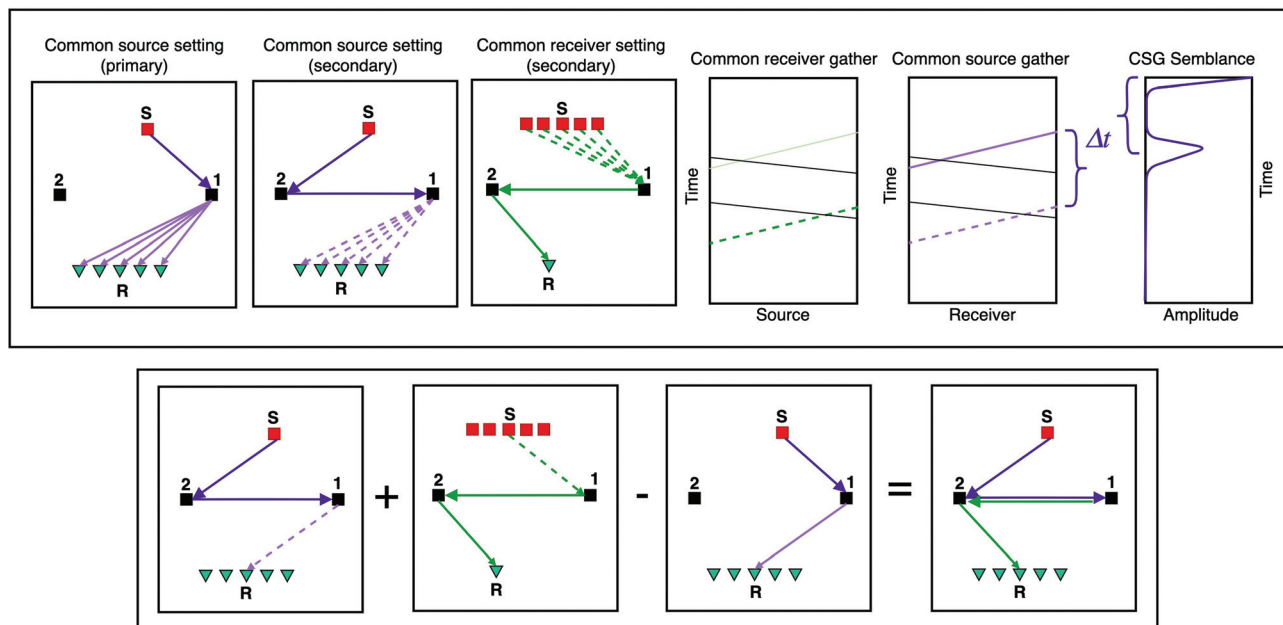 Common source setting
(primary)
Common source setting
(secondary)
Common receiver setting
(secondary)
Common receiver gather
Common source gather
CSG Semblance
S
2
1
R
S
2
1
R
S
2
1
R
Time
Source
Time
Receiver
Δt
Time
Amplitude
S
2
1
R
+
S
2
1
R
-
S
2
1
R
=
S
2
1
R